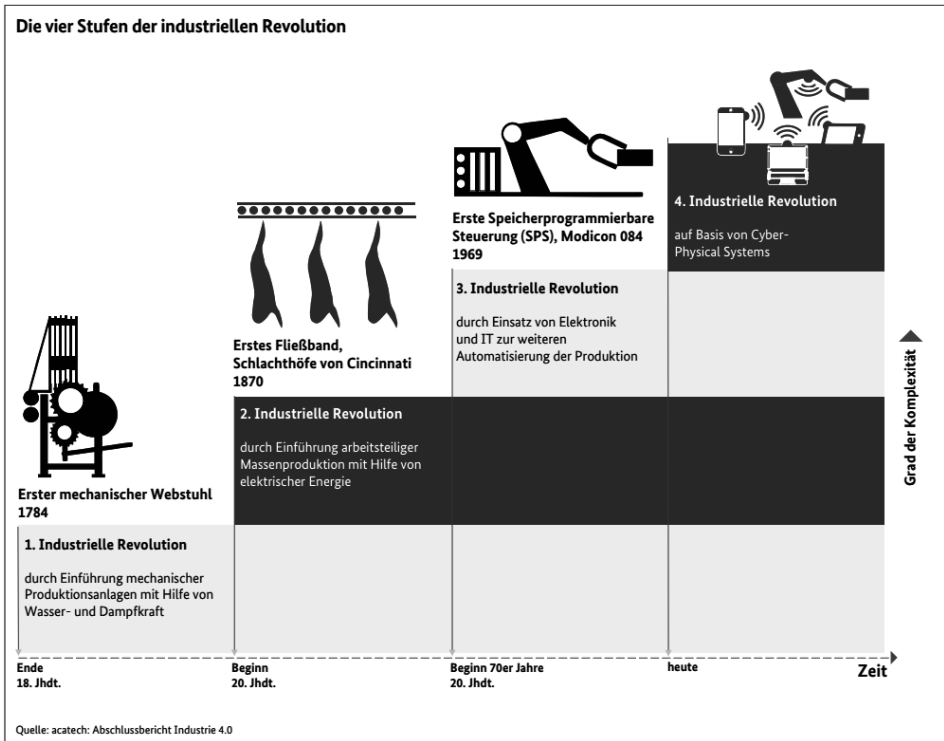 Die vier Stufen der industriellen Revolution
Erster mechanischer Webstuhl
1784
1. Industrielle Revolution
durch Einführung mechanischer
Produktionsanlagen mit Hilfe von
Wasser- und Dampfkraft
Erstes Fließband,
Schlachthöfe von Cincinnati
1870
2. Industrielle Revolution
durch Einführung arbeitsteiliger
Massenproduktion mit Hilfe von
elektrischer Energie
Erste Speicherprogrammierbare
Steuerung (SPS), Modicon 084
1969
3. Industrielle Revolution
durch Einsatz von Elektronik
und IT zur weiteren
Automatisierung der Produktion
4. Industrielle Revolution
auf Basis von Cyber-
Physical Systems
Grad der Komplexität
Ende
18. Jhdt.
Beginn
20. Jhdt.
Beginn 70er Jahre
20. Jhdt.
heute
Zeit
Quelle: acatech: Abschlussbericht Industrie 4.0